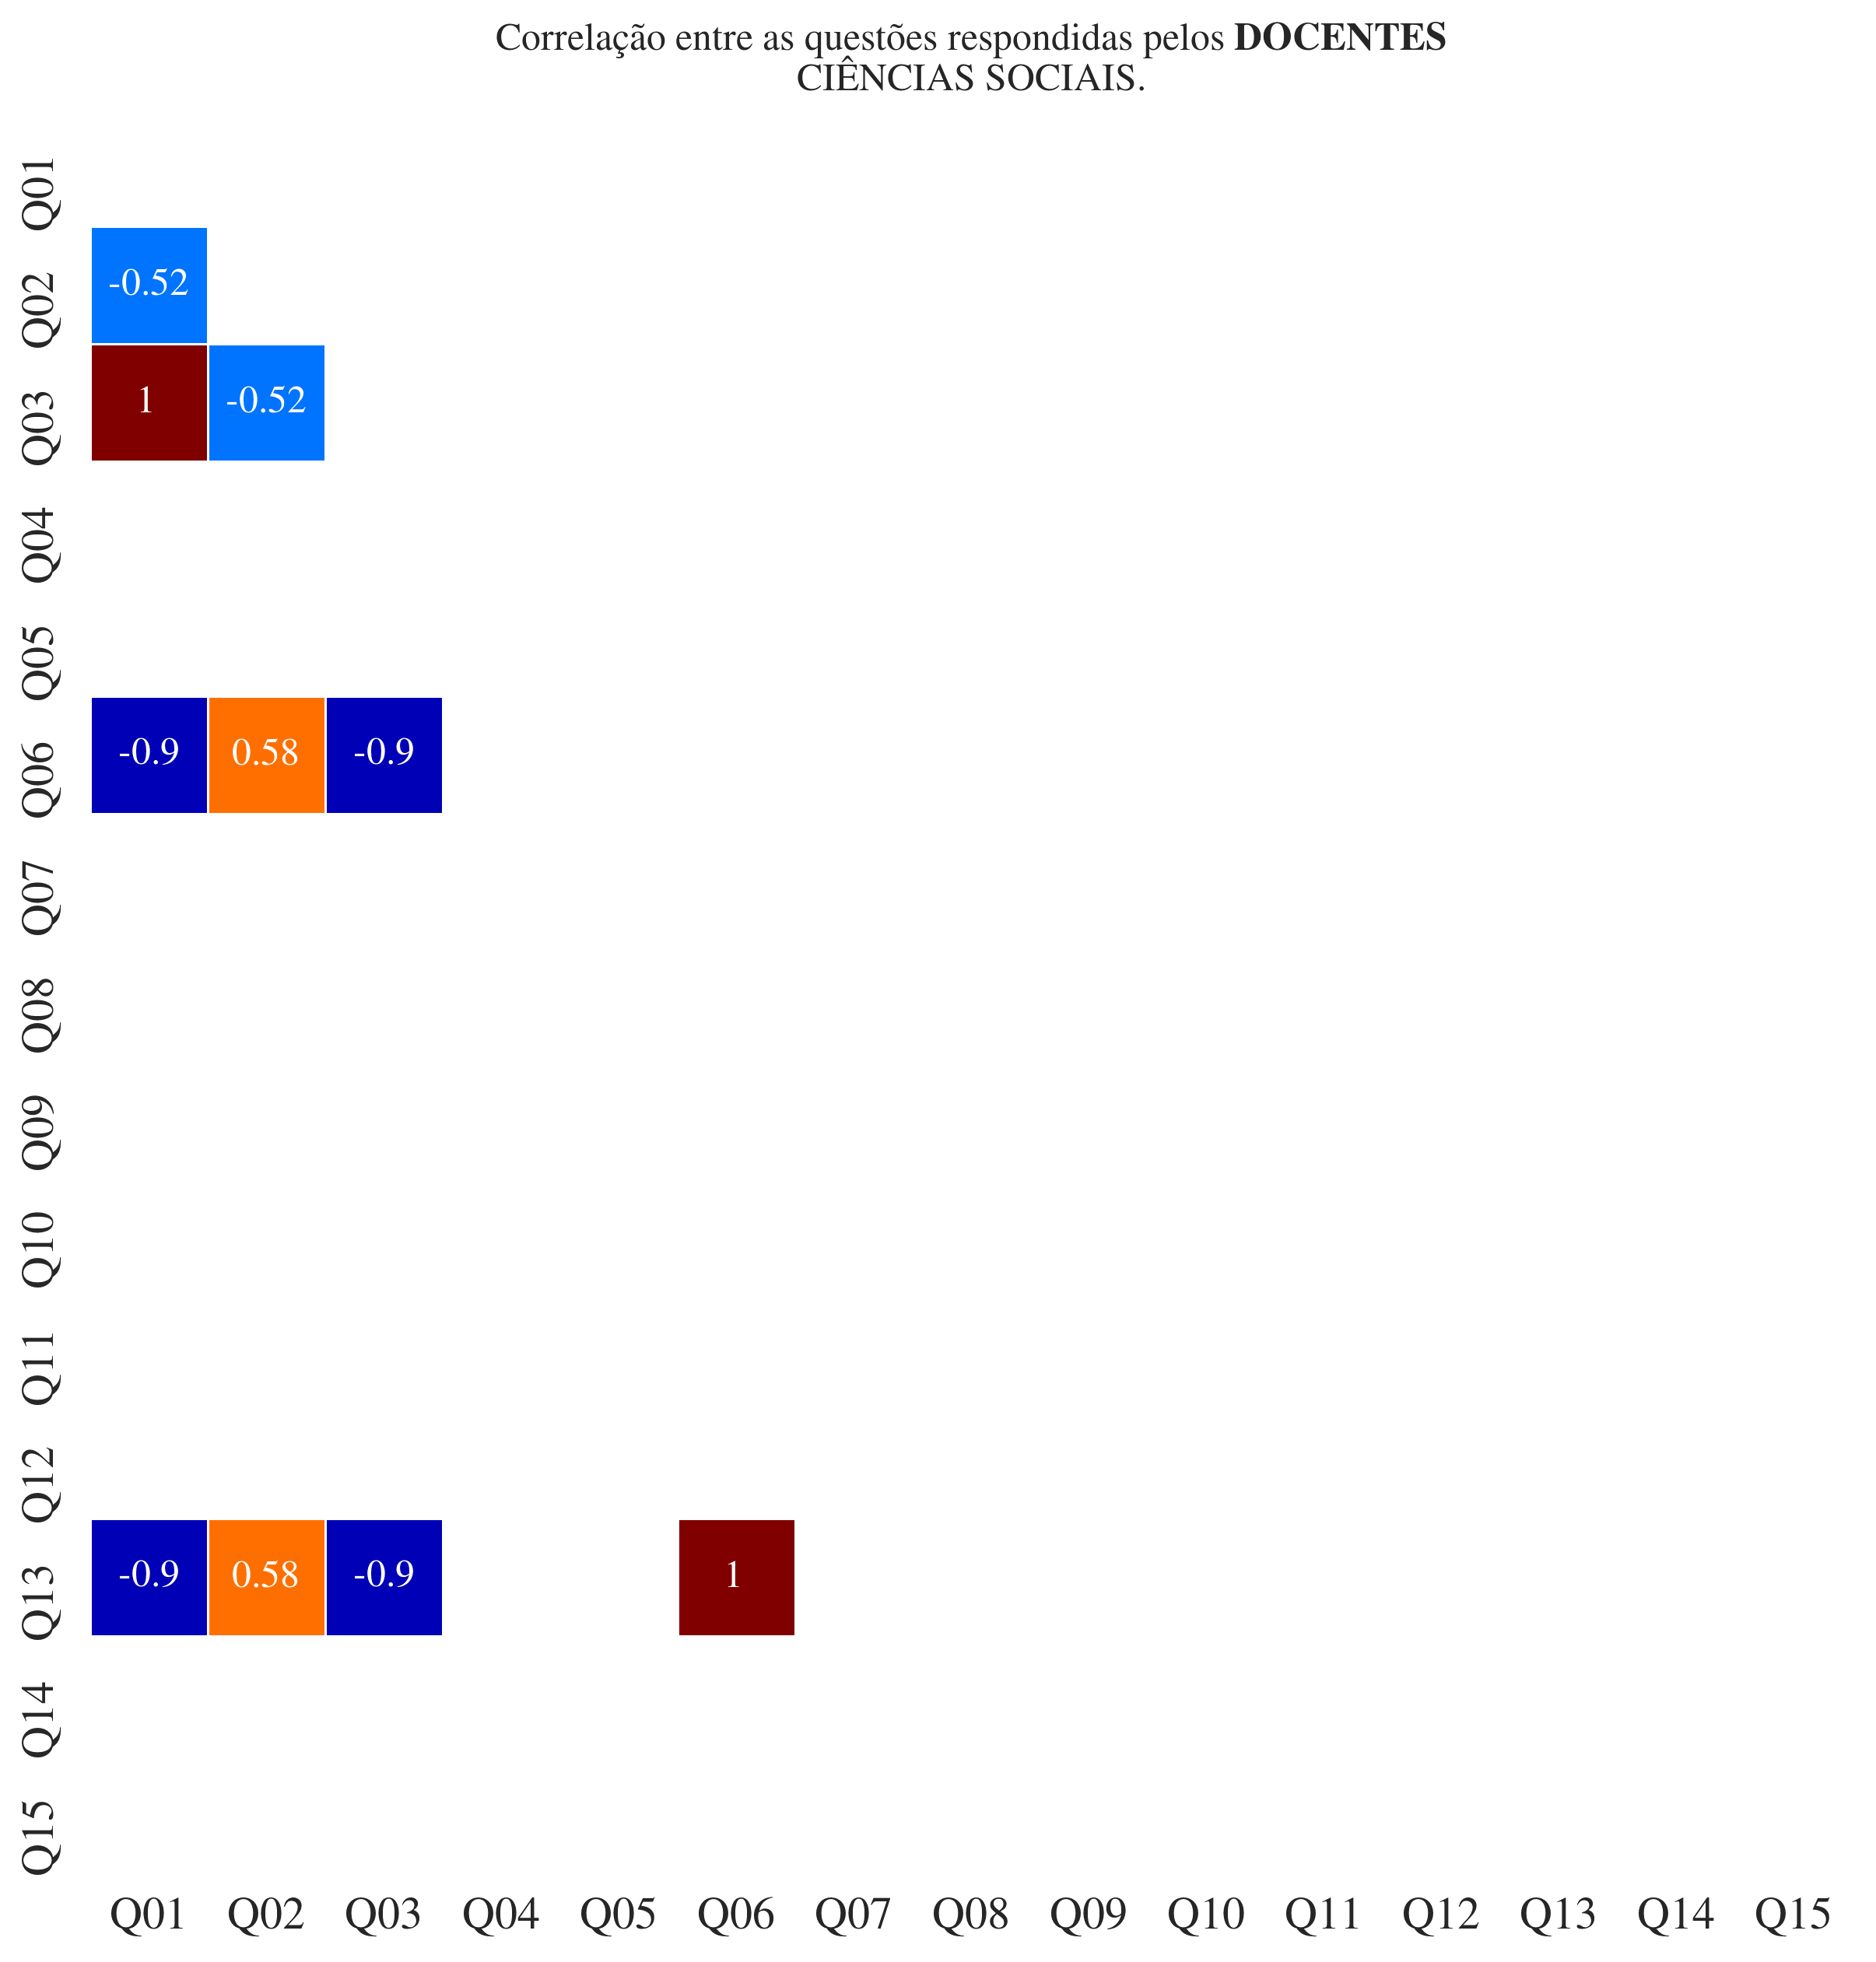 Correlação entre as questões respondidas pelos DOCENTES
CIÊNCIAS SOCIAIS.
Q01
Q02 -0.52
Q03 1 -0.52
Q04
Q05
Q06 -0.9 0.58 -0.9
Q07
Q08
Q09
Q10
Q11
Q12
Q13 -0.9 0.58 -0.9 1
Q14
Q15
Q01 Q02 Q03 Q04 Q05 Q06 Q07 Q08 Q09 Q10 Q11 Q12 Q13 Q14 Q15